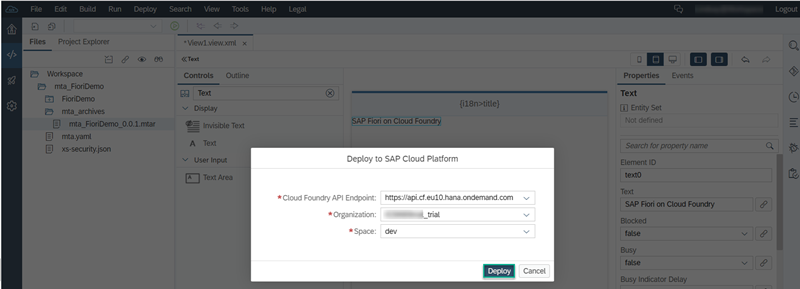 File Edit Build Run Deploy Search View Tools Help Legal Logout
Files Project Explorer
* View1.view.xml ×
« Text
Controls Outline
Properties Events
Workspace
mta_FioriDemo
FioriDemo
mta_archives
mta_FioriDemo_0.0.1.mtar
mta.yaml
xs-security.json
Text
Display
Invisible Text
A Text
User Input
Text Area
{i18n>title}
SAP Fiori on Cloud Foundry
Deploy to SAP Cloud Platform
* Cloud Foundry API Endpoint: https://api.cf.eu10.hana.ondemand.com
* Organization: _trial
* Space: dev
Deploy Cancel
Text
Entity Set
Not defined
Search for property name
Element ID
text0
Text
SAP Fiori on Cloud Foundry
Blocked
false
Busy
false
Busy Indicator Delay